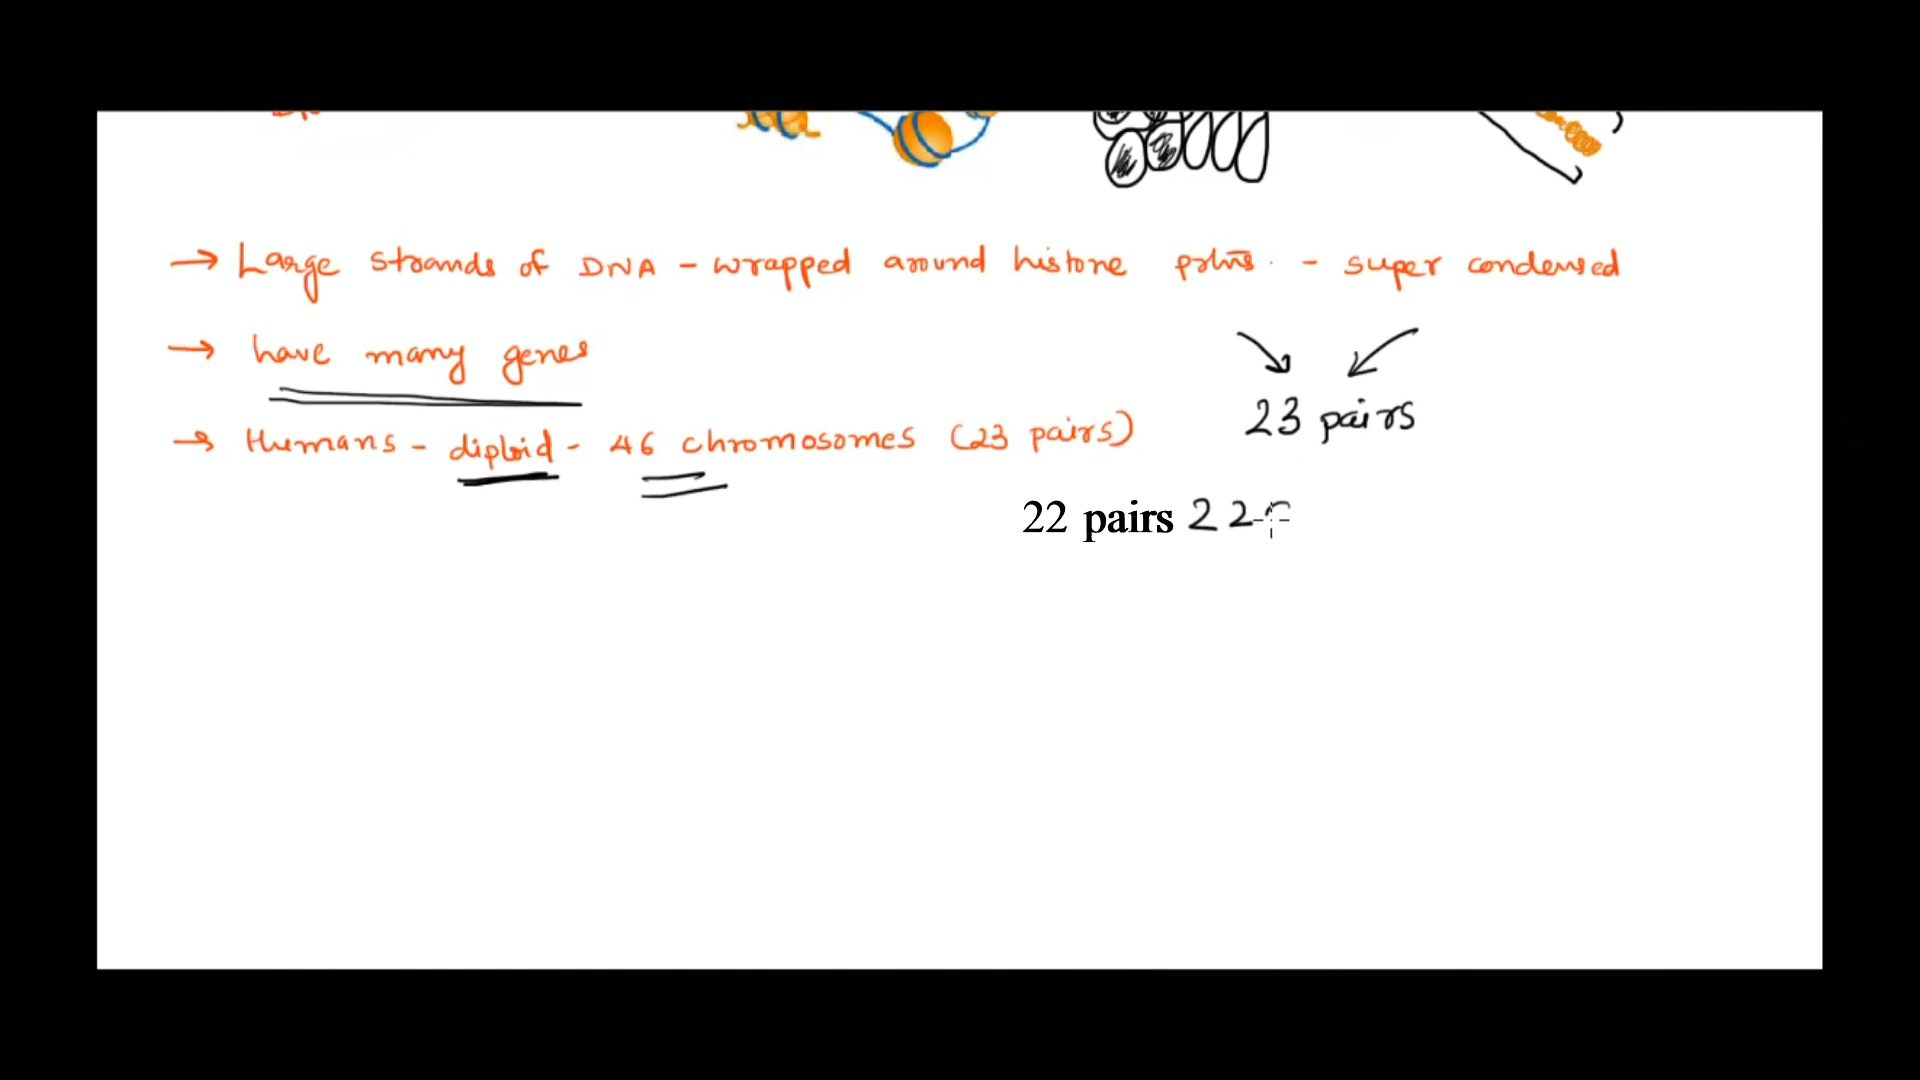 → Large strands of DNA - wrapped around histone - super condensed
→ have many genes
23 pairs
→ Humans - diploid - 46 chromosomes (23 pairs)
22 pairs 22